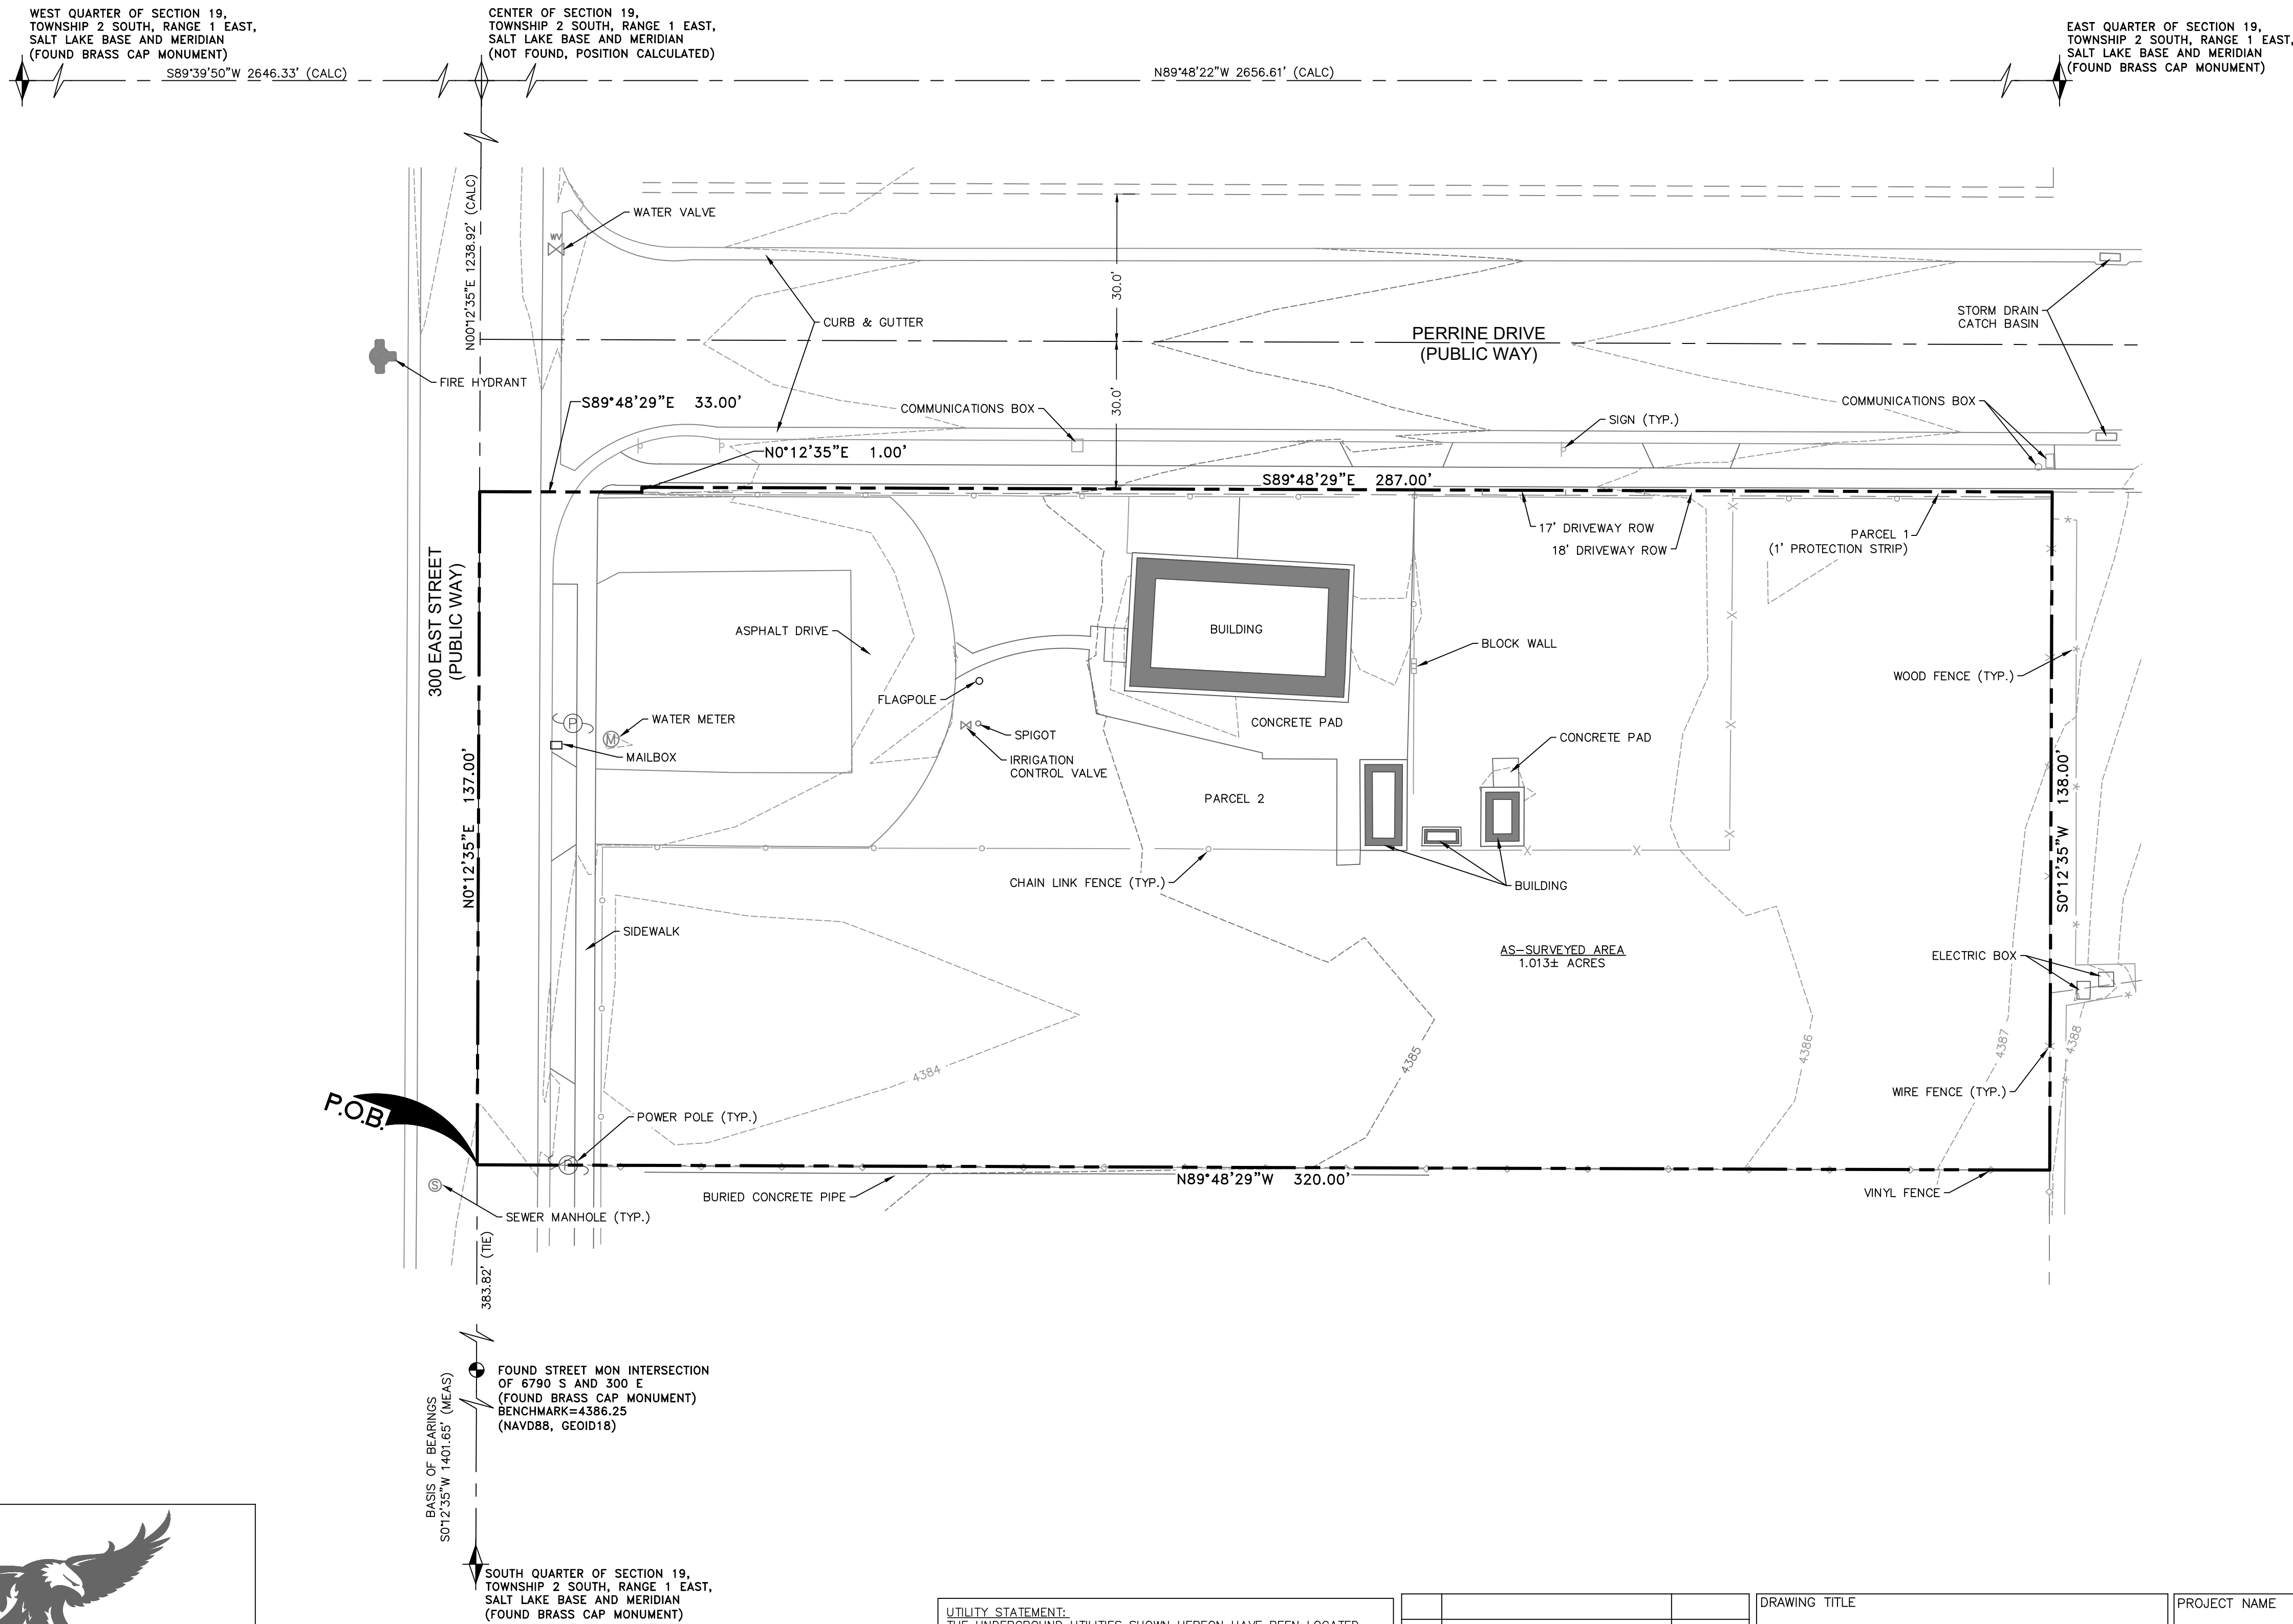 WEST QUARTER OF SECTION 19,
TOWNSHIP 2 SOUTH, RANGE 1 EAST,
SALT LAKE BASE AND MERIDIAN
(FOUND BRASS CAP MONUMENT)
CENTER OF SECTION 19,
TOWNSHIP 2 SOUTH, RANGE 1 EAST,
SALT LAKE BASE AND MERIDIAN
(NOT FOUND, POSITION CALCULATED)
EAST QUARTER OF SECTION 19,
TOWNSHIP 2 SOUTH, RANGE 1 EAST,
SALT LAKE BASE AND MERIDIAN
(FOUND BRASS CAP MONUMENT)
S89°39'50"W 2646.33' (CALC)
N89°48'22"W 2656.61' (CALC)
N00°12'35"E 1238.92' (CALC)
WATER VALVE
WV
30.0'
CURB & GUTTER
PERRINE DRIVE
(PUBLIC WAY)
STORM DRAIN
CATCH BASIN
FIRE HYDRANT
S89°48'29"E 33.00'
30.0'
COMMUNICATIONS BOX
COMMUNICATIONS BOX
SIGN (TYP.)
N0°12'35"E 1.00'
S89°48'29"E 287.00'
17' DRIVEWAY ROW
18' DRIVEWAY ROW
PARCEL 1
(1' PROTECTION STRIP)
300 EAST STREET
(PUBLIC WAY)
ASPHALT DRIVE
BUILDING
BLOCK WALL
WOOD FENCE (TYP.)
FLAGPOLE
P
WATER METER
M
MAILBOX
SPIGOT
IRRIGATION
CONTROL VALVE
CONCRETE PAD
CONCRETE PAD
PARCEL 2
N0°12'35"E 137.00'
S0°12'35"W 138.00'
CHAIN LINK FENCE (TYP.)
BUILDING
SIDEWALK
AS-SURVEYED AREA
1.013± ACRES
ELECTRIC BOX
4384
4385
4386
4387
4388
WIRE FENCE (TYP.)
P.O.B.
POWER POLE (TYP.)
P
N89°48'29"W 320.00'
S
BURIED CONCRETE PIPE
VINYL FENCE
SEWER MANHOLE (TYP.)
383.82' (TIE)
FOUND STREET MON INTERSECTION
OF 6790 S AND 300 E
(FOUND BRASS CAP MONUMENT)
BENCHMARK=4386.25
(NAVD88, GEOID18)
BASIS OF BEARINGS
S0°12'35"W 1401.65' (MEAS)
SOUTH QUARTER OF SECTION 19,
TOWNSHIP 2 SOUTH, RANGE 1 EAST,
SALT LAKE BASE AND MERIDIAN
(FOUND BRASS CAP MONUMENT)
UTILITY STATEMENT:
THE UNDERGROUND UTILITIES SHOWN HEREON HAVE BEEN LOCATED
DRAWING TITLE
PROJECT NAME